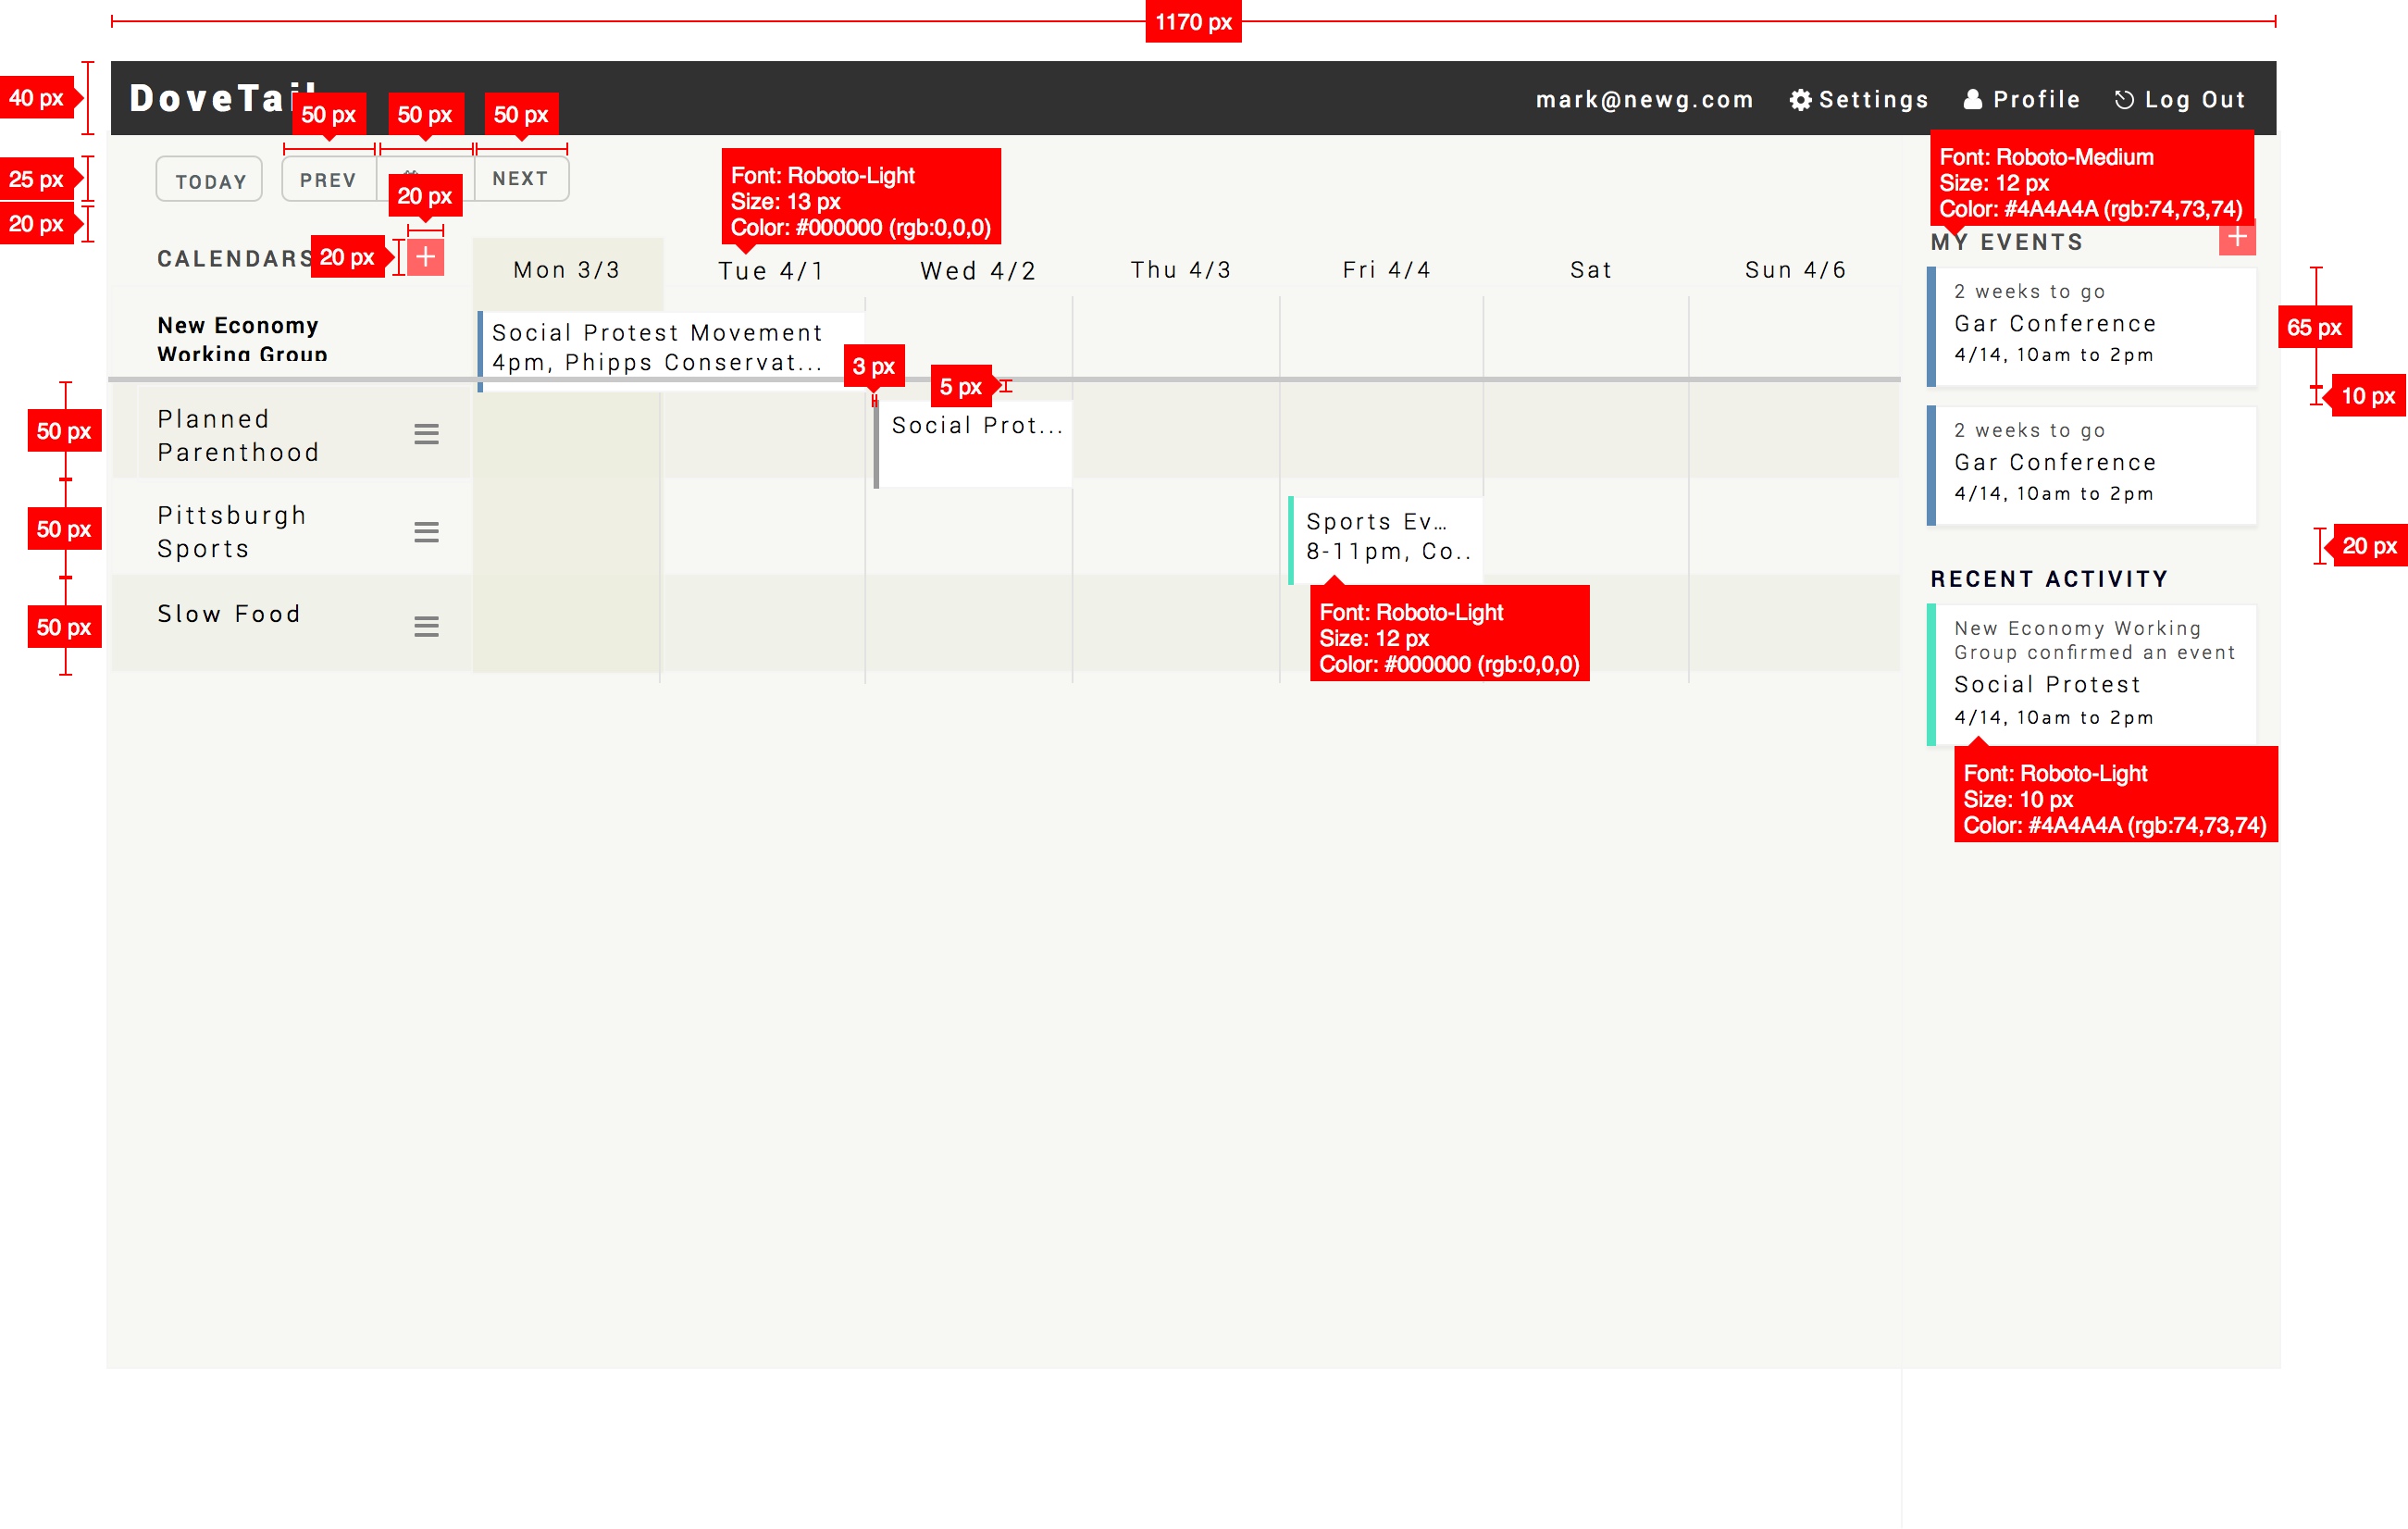 1170 px
40 px
DoveTail
mark@newg.com Settings Profile Log Out
50 px 50 px 50 px
25 px
TODAY PREV NEXT
20 px
20 px
Font: Roboto-Light
Size: 13 px
Color: #000000 (rgb:0,0,0)
Font: Roboto-Medium
Size: 12 px
Color: #4A4A4A (rgb:74,73,74)
CALENDARS 20 px +
Mon 3/3 Tue 4/1 Wed 4/2 Thu 4/3 Fri 4/4 Sat Sun 4/6
MY EVENTS +
New Economy
Working Group
Social Protest Movement
4pm, Phipps Conservat...
3 px
5 px
2 weeks to go
Gar Conference
4/14, 10am to 2pm
65 px
10 px
50 px
Planned
Parenthood
Social Prot...
2 weeks to go
Gar Conference
4/14, 10am to 2pm
50 px
Pittsburgh
Sports
Sports Ev...
8-11pm, Co..
20 px
50 px
Slow Food
Font: Roboto-Light
Size: 12 px
Color: #000000 (rgb:0,0,0)
RECENT ACTIVITY
New Economy Working
Group confirmed an event
Social Protest
4/14, 10am to 2pm
Font: Roboto-Light
Size: 10 px
Color: #4A4A4A (rgb:74,73,74)